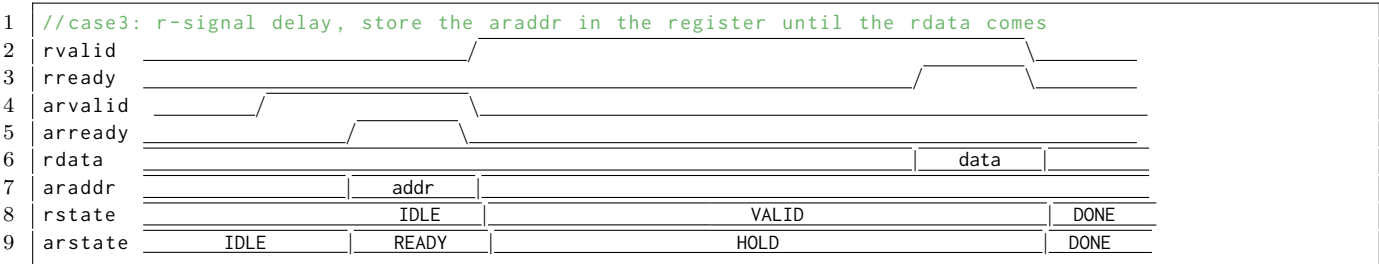 1 //case3: r-signal delay, store the araddr in the register until the rdata comes
2 rvalid
3 rready
4 arvalid
5 arready
6 rdata data
7 araddr addr
8 rstate IDLE VALID DONE
9 arstate IDLE READY HOLD DONE